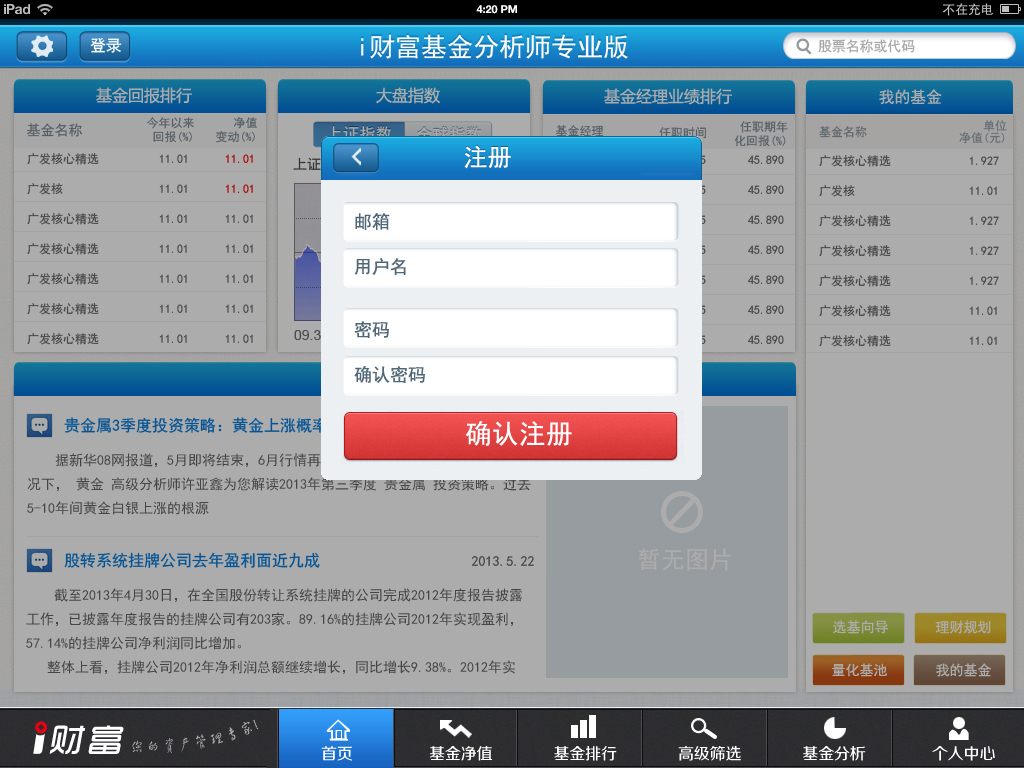 iPad 4:20 PM 不在充电
登录 i财富基金分析师专业版 股票名称或代码
基金回报排行 大盘指数 基金经理业绩排行 我的基金
基金名称 今年以来回报(%) 净值变动(%)
广发核心精选 11.01 11.01
广发核 11.01 11.01
广发核心精选 11.01 11.01
广发核心精选 11.01 11.01
广发核心精选 11.01 11.01
广发核心精选 11.01 11.01
广发核心精选 11.01 11.01
上证指数 全球指数
上证
09.3
基金经理 任职时间 任职期年化回报(%)
5 45.890
5 45.890
5 45.890
5 45.890
5 45.890
5 45.890
5 45.890
基金名称 单位净值(元)
广发核心精选 1.927
广发核 11.01
广发核心精选 1.927
广发核心精选 1.927
广发核心精选 1.927
广发核心精选 11.01
广发核心精选 11.01
注册
邮箱
用户名
密码
确认密码
确认注册
贵金属3季度投资策略：黄金上涨概率
据新华08网报道，5月即将结束，6月行情再
况下， 黄金 高级分析师许亚鑫为您解读2013年第三季度 贵金属 投资策略。过去
5-10年间黄金白银上涨的根源
股转系统挂牌公司去年盈利面近九成 2013.5.22
截至2013年4月30日，在全国股份转让系统挂牌的公司完成2012年度报告披露
工作，已披露年度报告的挂牌公司有203家。89.16%的挂牌公司2012年实现盈利，
57.14%的挂牌公司净利润同比增加。
整体上看，挂牌公司2012年净利润总额继续增长，同比增长9.38%。2012年实
暂无图片
选基向导 理财规划
量化基池 我的基金
i财富 你的资产管理专家!
首页 基金净值 基金排行 高级筛选 基金分析 个人中心